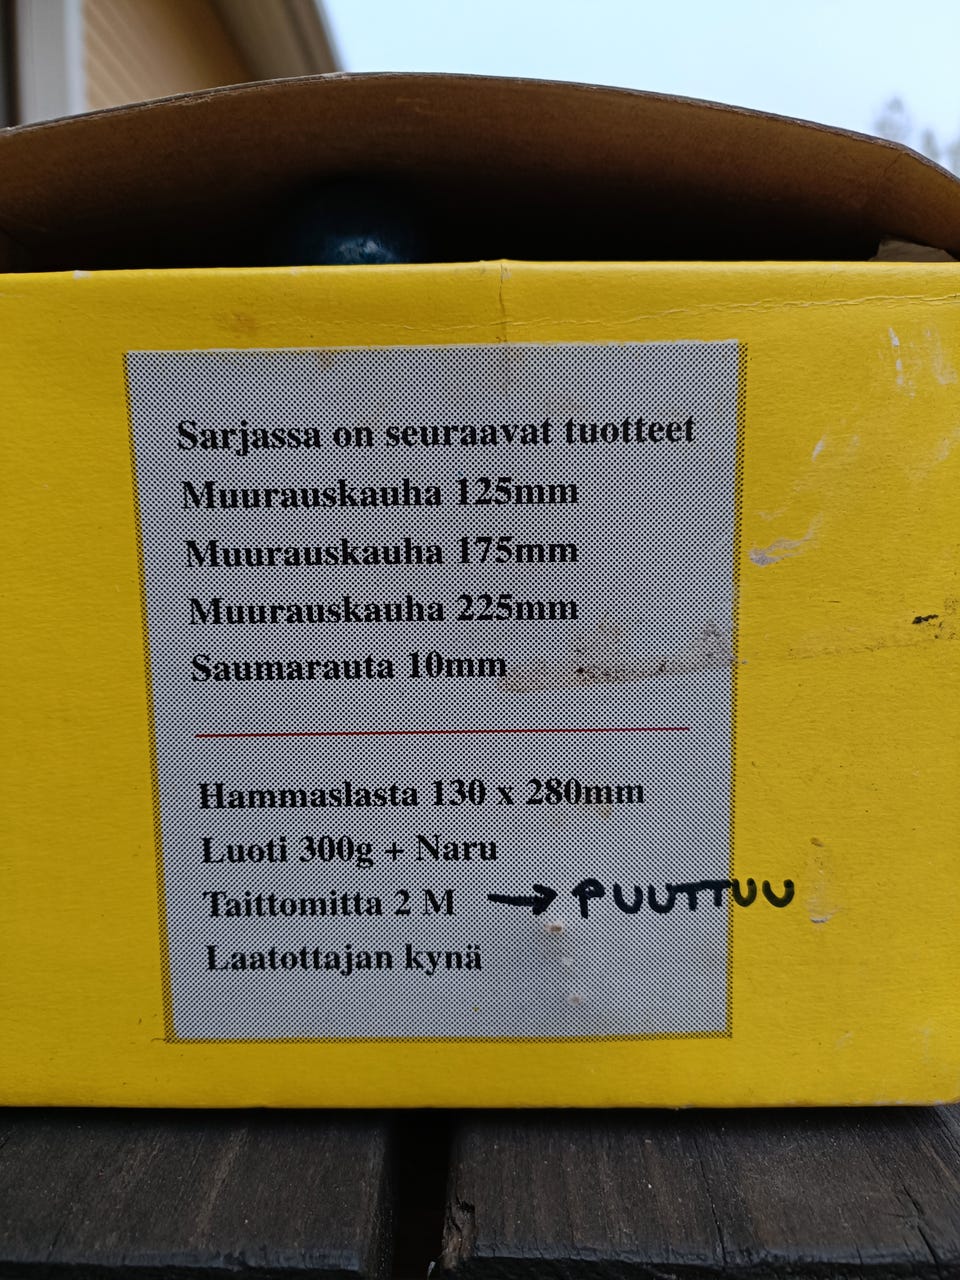 Sarjassa on seuraavat tuotteet
Muurauskauha 125mm
Muurauskauha 175mm
Muurauskauha 225mm
Saumarauta 10mm
Hammaslasta 130 x 280mm
Luoti 300g + Naru
Taittomitta 2 M → PUUTTUU
Laatottajan kynä